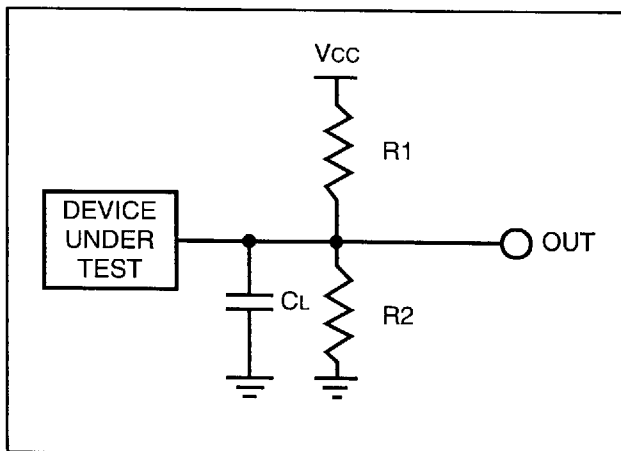 Vcc
R1
DEVICE
UNDER
TEST
OUT
CL
R2